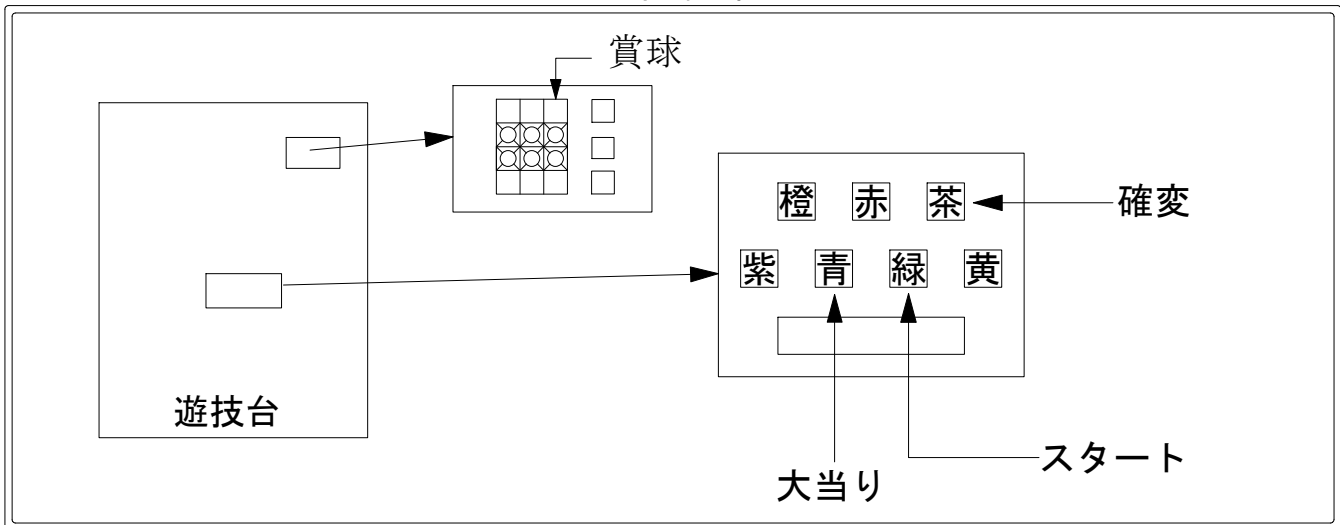 賞球
橙 赤 茶 確変
紫 青 緑 黄
遊技台
スタート
大当り